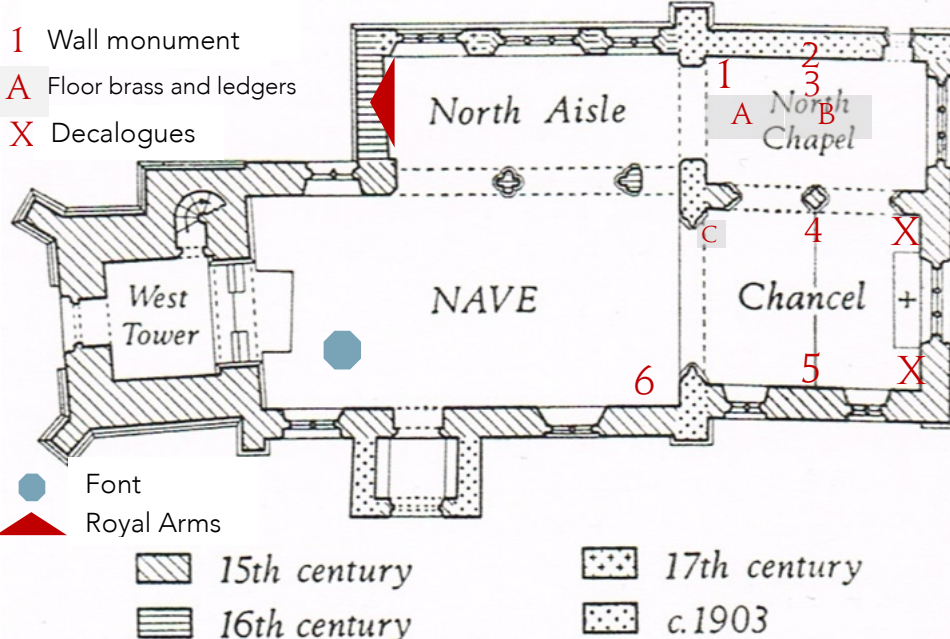 1 Wall monument
A Floor brass and ledgers
X Decalogues
North Aisle
1
2
3
A
B
North
Chapel
West
Tower
NAVE
C
4
X
Chancel
6
5
X
Font
Royal Arms
15th century
17th century
16th century
c.1903